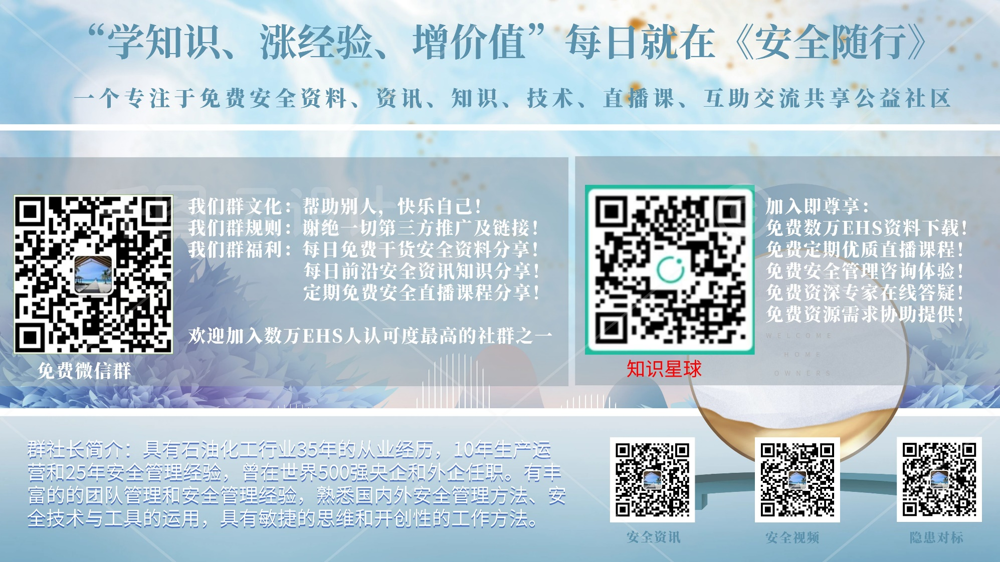 “学知识、涨经验、增价值”每日就在《安全随行》
一个专注于免费安全资料、资讯、知识、技术、直播课、互助交流共享公益社区
我们群文化：帮助别人，快乐自己！
我们群规则：谢绝一切第三方推广及链接！
我们群福利：每日免费干货安全资料分享！
每日前沿安全资讯知识分享！
定期免费安全直播课程分享！
欢迎加入数万EHS人认可度最高的社群之一
免费微信群
加入即尊享：
免费数万EHS资料下载！
免费定期优质直播课程！
免费安全管理咨询体验！
免费资深专家在线答疑！
免费资源需求协助提供！
WELCOME
HOME
OWNERS
知识星球
群社长简介：具有石油化工行业35年的从业经历，10年生产运
营和25年安全管理经验，曾在世界500强央企和外企任职。有丰
富的的团队管理和安全管理经验，熟悉国内外安全管理方法、安
全技术与工具的运用，具有敏捷的思维和开创性的工作方法。
安全资讯
安全视频
隐患对标